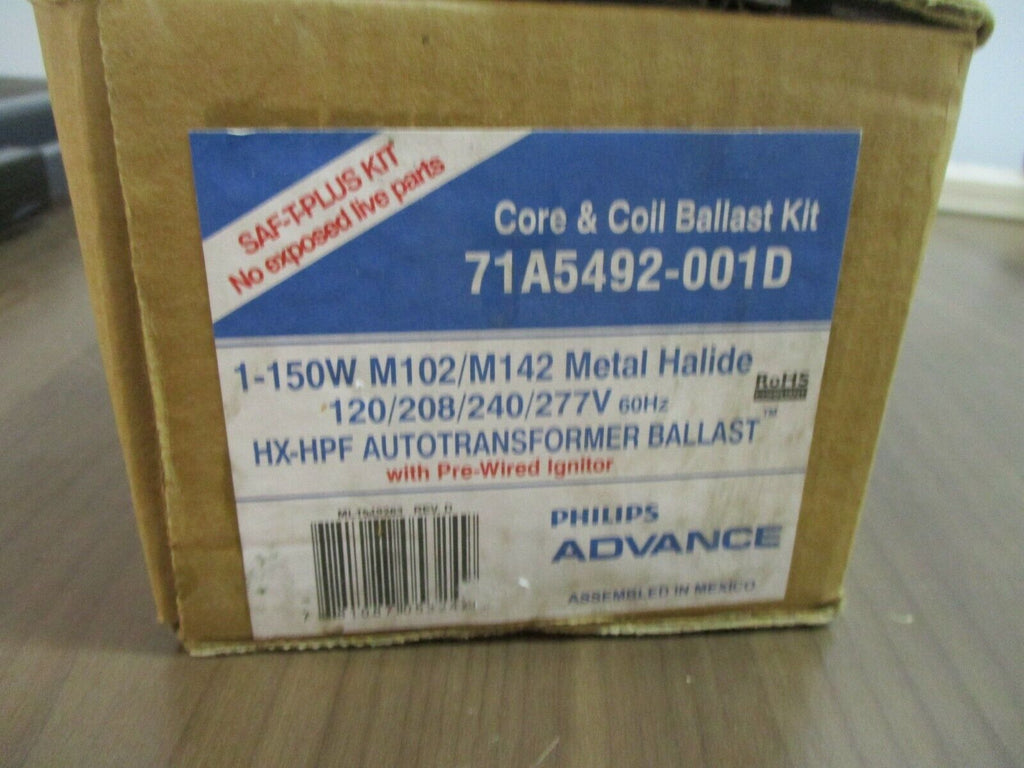 SAF-T-PLUS KIT
No exposed live parts
Core & Coil Ballast Kit
71A5492-001D
1-150W M102/M142 Metal Halide
RoHS
COMPLIANT
120/208/240/277V 60Hz
HX-HPF AUTOTRANSFORMER BALLAST™
with Pre-Wired Ignitor
REV. D
PHILIPS
ADVANCE
ASSEMBLED IN MEXICO